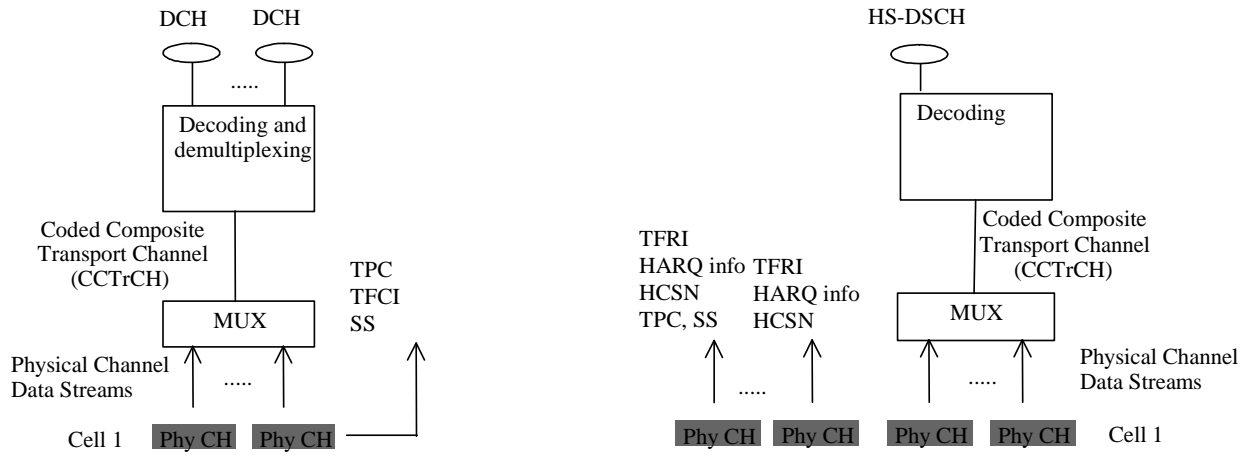 DCH DCH
.....
Decoding and
demultiplexing
Coded Composite
Transport Channel
(CCTrCH)
TPC
TFCI
SS
MUX
Physical Channel
Data Streams
.....
Cell 1 Phy CH Phy CH
HS-DSCH
Decoding
Coded Composite
Transport Channel
(CCTrCH)
TFRI
HARQ info
HCSN
TPC, SS
TFRI
HARQ info
HCSN
MUX
Physical Channel
Data Streams
.....
.....
Phy CH Phy CH Phy CH Phy CH Cell 1